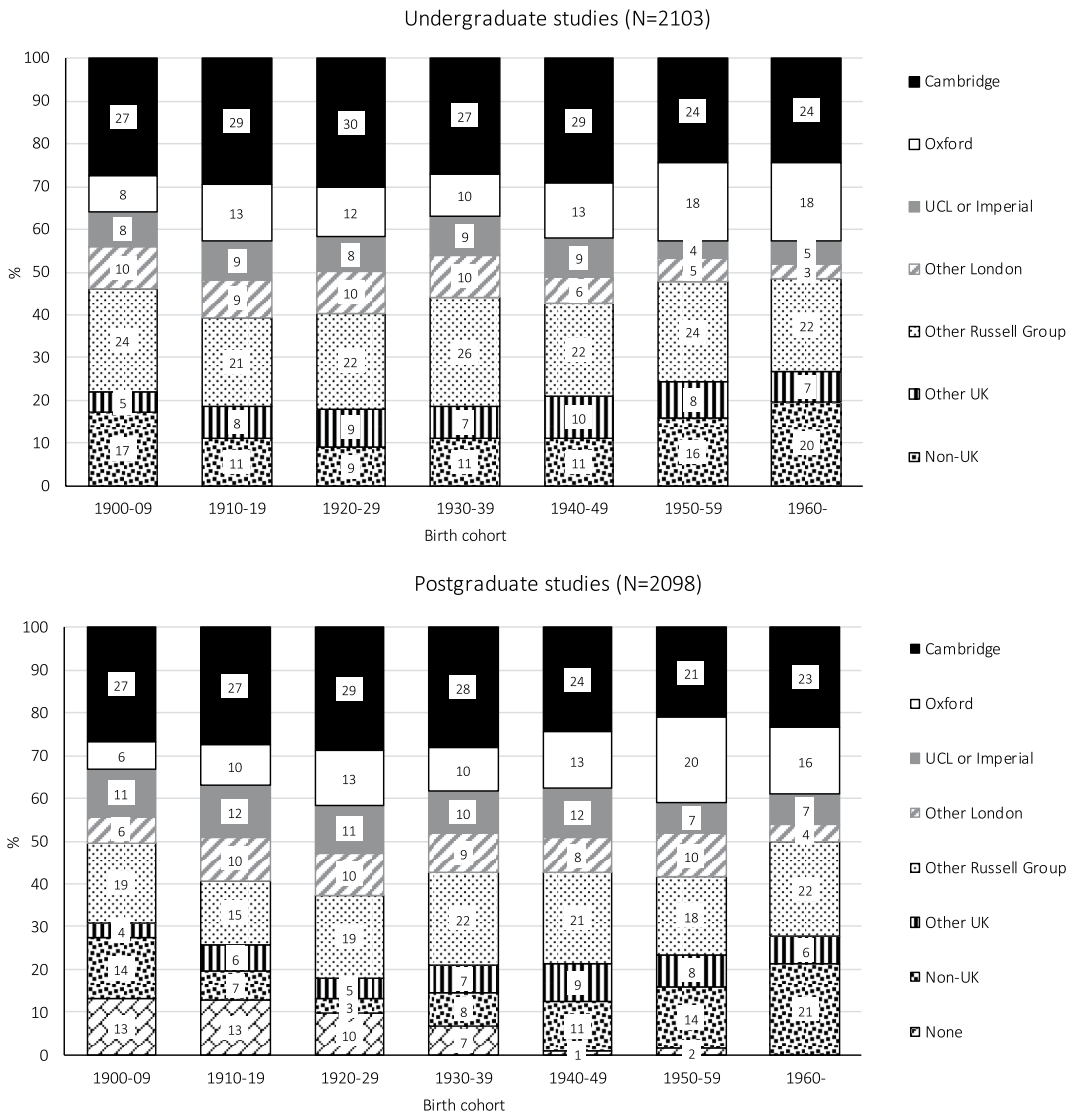 Undergraduate studies (N=2103)
100 27 29 30 27 29 24 24 Cambridge
90
80
70 8 13 12 10 13 18 18 Oxford
60 8 9 8 9 9 4 5 UCL or Imperial
50 10 9 10 10 6 5 3 Other London
%
40
30 24 21 22 26 22 24 22 Other Russell Group
20 5 8 9 7 10 8 7 Other UK
10 17 11 9 11 11 16 20 Non-UK
0
1900-09 1910-19 1920-29 1930-39 1940-49 1950-59 1960-
Birth cohort
Postgraduate studies (N=2098)
100 27 27 29 28 24 21 23 Cambridge
90
80
70 6 10 13 10 13 20 16 Oxford
60 11 12 11 10 12 7 7 UCL or Imperial
50 6 10 10 9 8 10 4 Other London
%
40
30 19 15 19 22 21 18 22 Other Russell Group
20 4 6 5 7 9 8 6 Other UK
10 14 7 3 8 11 14 21 Non-UK
0 13 13 10 7 1 2 None
1900-09 1910-19 1920-29 1930-39 1940-49 1950-59 1960-
Birth cohort